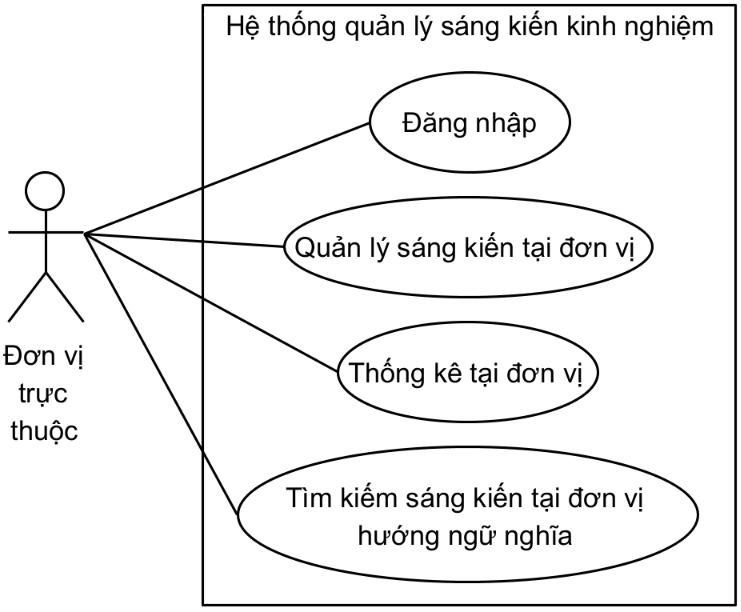 Hệ thống quản lý sáng kiến kinh nghiệm
Đăng nhập
Quản lý sáng kiến tại đơn vị
Thống kê tại đơn vị
Tìm kiếm sáng kiến tại đơn vị
hướng ngữ nghĩa
Đơn vị
trực
thuộc